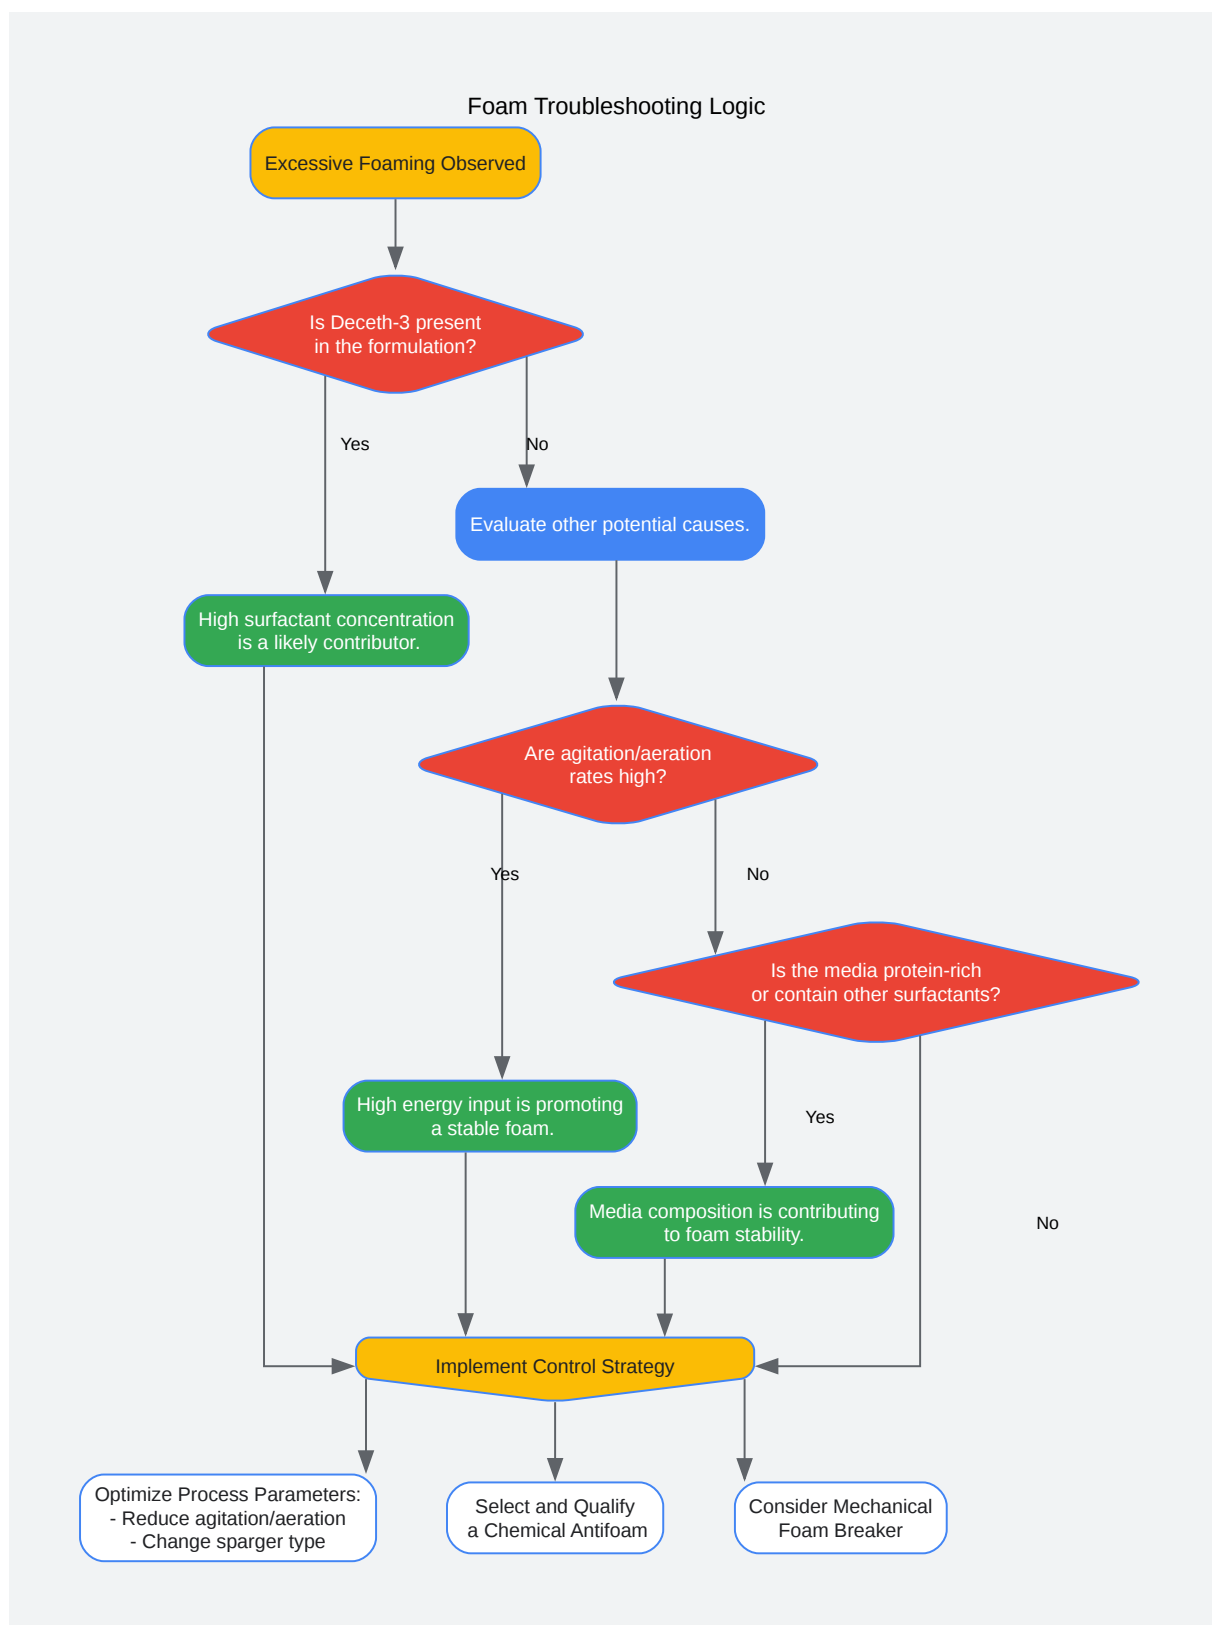 Foam Troubleshooting Logic
Excessive Foaming Observed
Is Deceth-3 present
in the formulation?
Yes
No
Evaluate other potential causes.
High surfactant concentration
is a likely contributor.
Are agitation/aeration
rates high?
Yes
No
Is the media protein-rich
or contain other surfactants?
High energy input is promoting
a stable foam.
Yes
Media composition is contributing
to foam stability.
No
Implement Control Strategy
Optimize Process Parameters:
- Reduce agitation/aeration
- Change sparger type
Select and Qualify
a Chemical Antifoam
Consider Mechanical
Foam Breaker